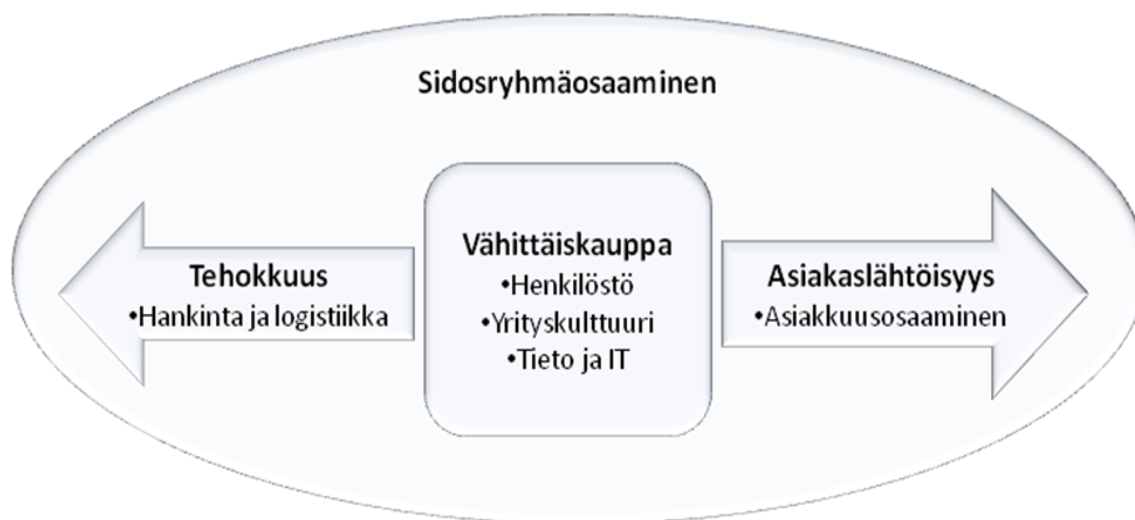 Sidosryhmäosaaminen
Tehokkuus
•Hankinta ja logistiikka
Vähittäiskauppa
•Henkilöstö
•Yrityskulttuuri
•Tieto ja IT
Asiakaslähtöisyys
•Asiakkuusosaaminen